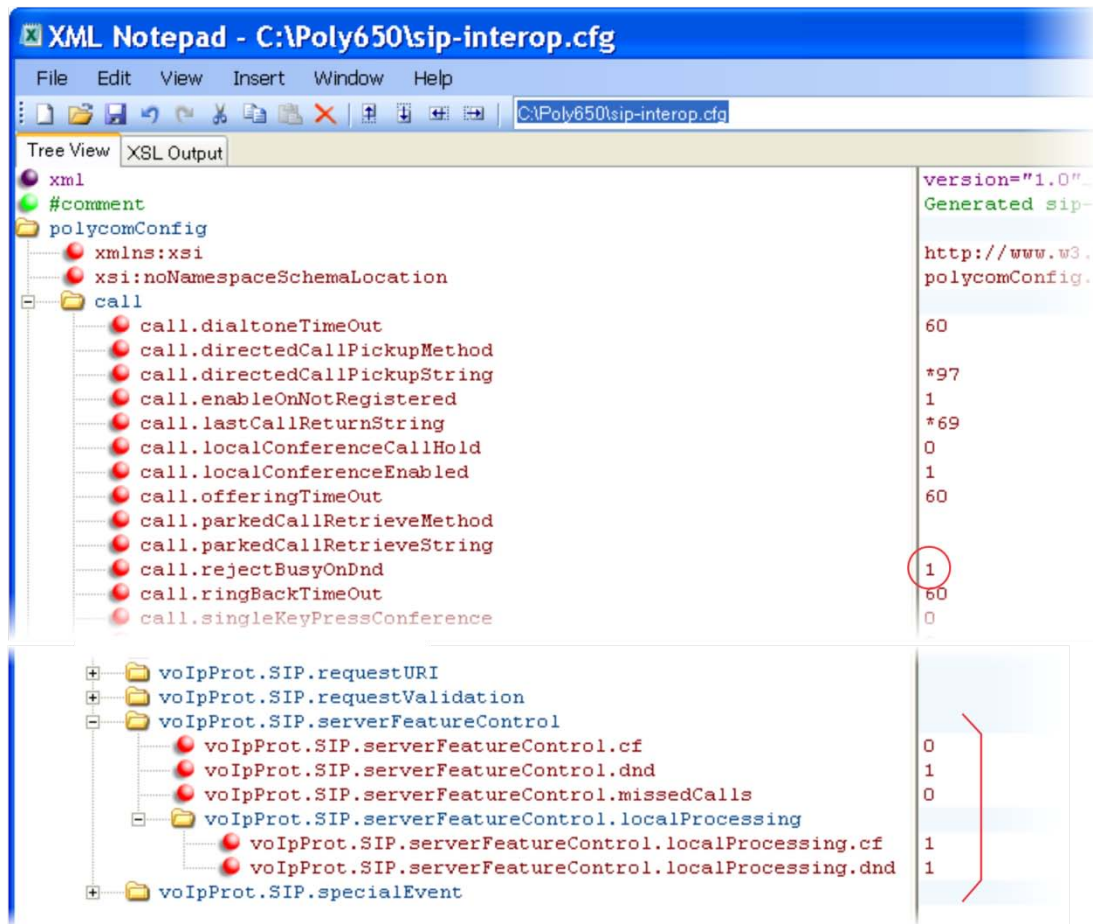 XML Notepad - C:\Poly650\sip-interop.cfg
File Edit View Insert Window Help
C:\Poly650\sip-interop.cfg
Tree View XSL Output
xml version="1.0"
#comment Generated sip-
polycomConfig
xmlns:xsi http://www.w3.
xsi:noNamespaceSchemaLocation polycomConfig.
call
call.dialtoneTimeOut 60
call.directedCallPickupMethod
call.directedCallPickupString *97
call.enableOnNotRegistered 1
call.lastCallReturnString *69
call.localConferenceCallHold 0
call.localConferenceEnabled 1
call.offeringTimeOut 60
call.parkedCallRetrieveMethod
call.parkedCallRetrieveString
call.rejectBusyOnDnd 1
call.ringBackTimeOut 60
call.singleKeyPressConference 0
voIpProt.SIP.requestURI
voIpProt.SIP.requestValidation
voIpProt.SIP.serverFeatureControl
voIpProt.SIP.serverFeatureControl.cf 0
voIpProt.SIP.serverFeatureControl.dnd 1
voIpProt.SIP.serverFeatureControl.missedCalls 0
voIpProt.SIP.serverFeatureControl.localProcessing
voIpProt.SIP.serverFeatureControl.localProcessing.cf 1
voIpProt.SIP.serverFeatureControl.localProcessing.dnd 1
voIpProt.SIP.specialEvent